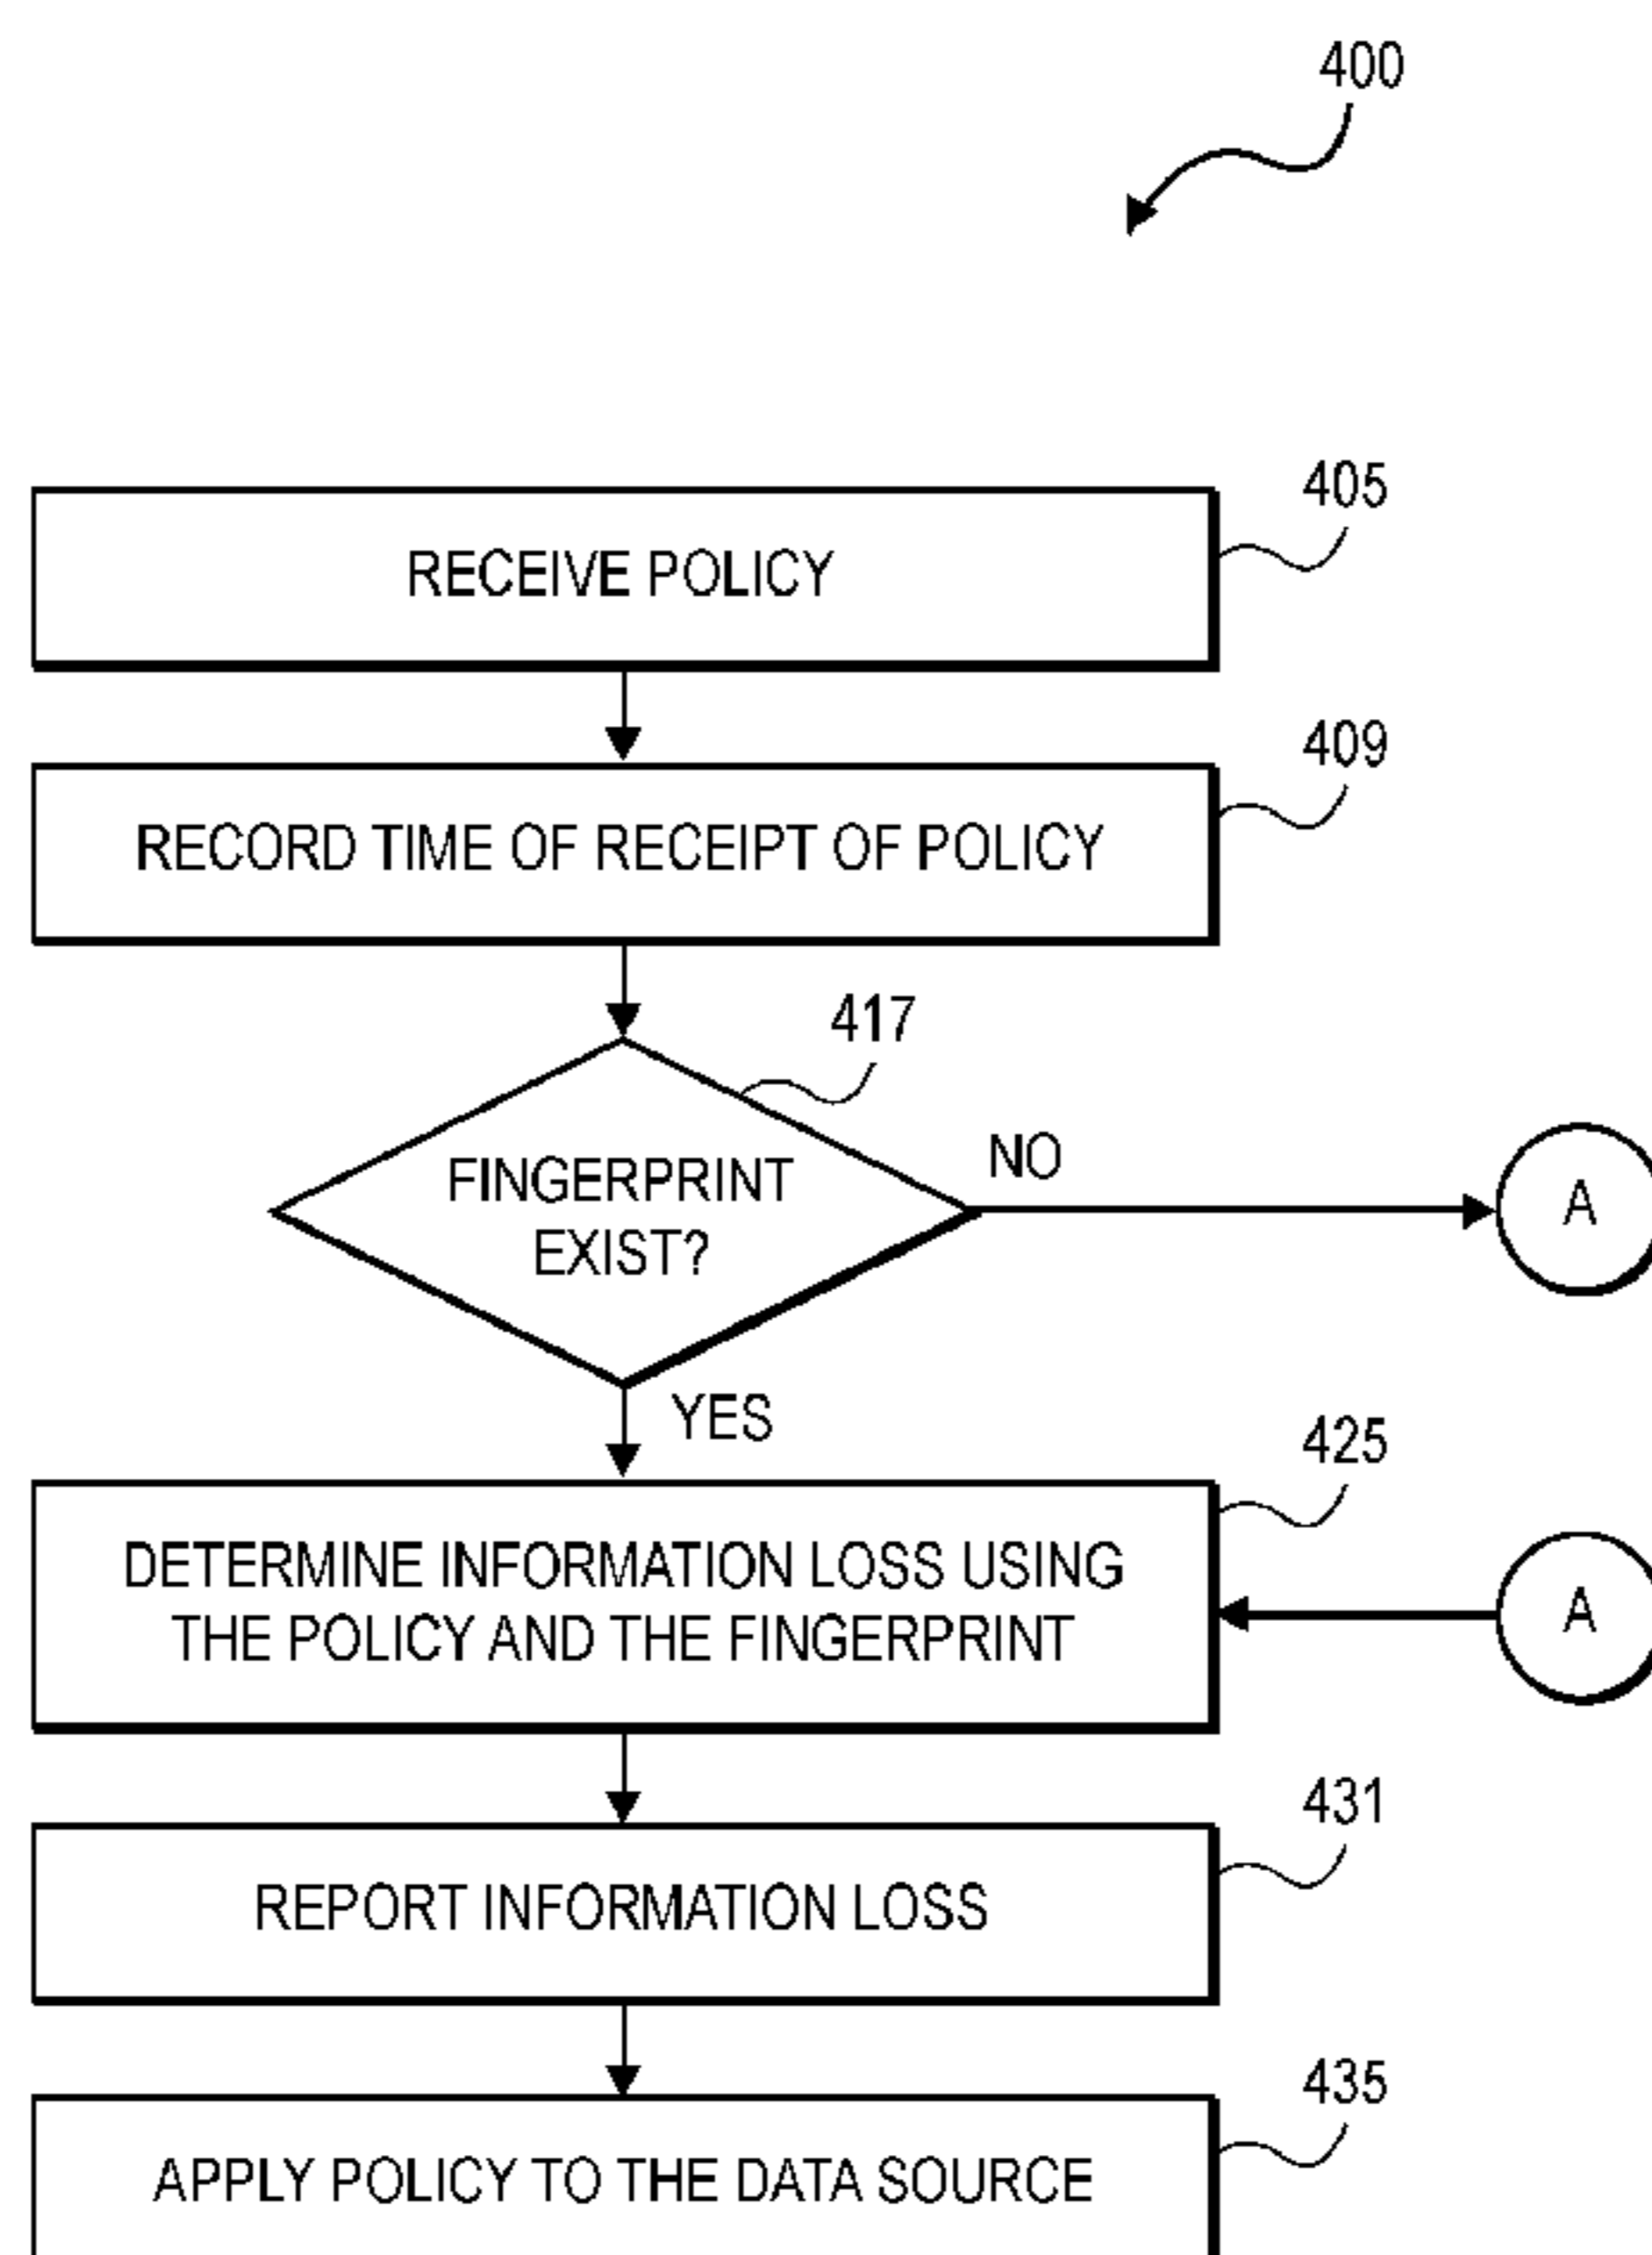 400
405
RECEIVE POLICY
409
RECORD TIME OF RECEIPT OF POLICY
417
FINGERPRINT
EXIST?
NO
A
YES
425
DETERMINE INFORMATION LOSS USING
THE POLICY AND THE FINGERPRINT
A
431
REPORT INFORMATION LOSS
435
APPLY POLICY TO THE DATA SOURCE